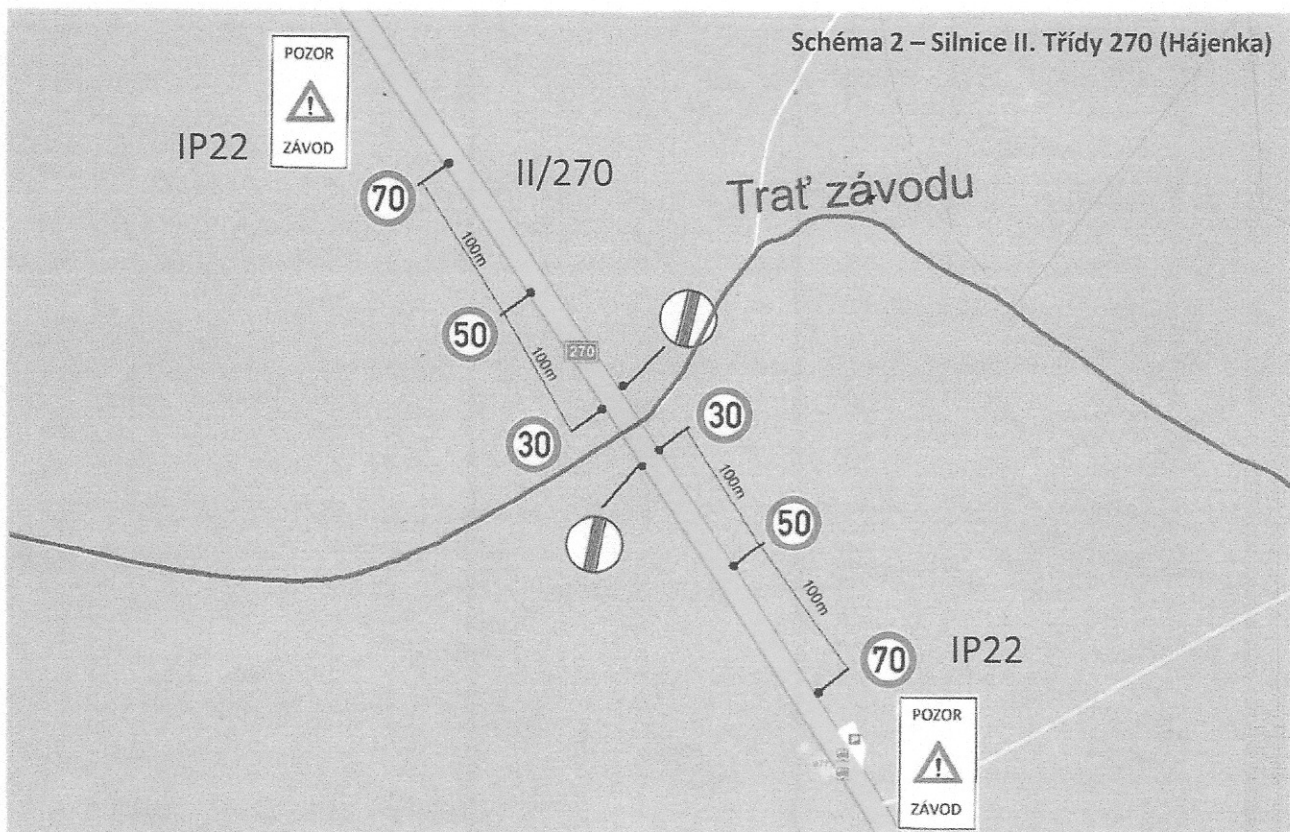 Schéma 2 – Silnice II. Třídy 270 (Hájenka)
POZOR
!
ZÁVOD
IP22
II/270
Trať závodu
70
100m
50
270
100m
30
30
100m
50
100m
70
IP22
P
POZOR
!
ZÁVOD